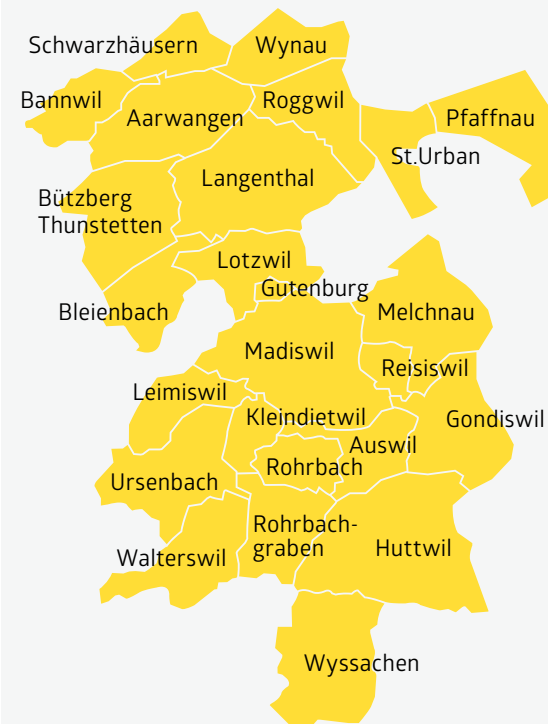 Schwarzhäusern
Wynau
Bannwil
Aarwangen
Roggwil
Pfaffnau
St.Urban
Langenthal
Bützberg
Thunstetten
Lotzwil
Gutenburg
Bleienbach
Melchnau
Madiswil
Reisiswil
Leimiswil
Kleindietwil
Gondiswil
Auswil
Rohrbach
Ursenbach
Rohrbach-
graben
Huttwil
Walterswil
Wyssachen